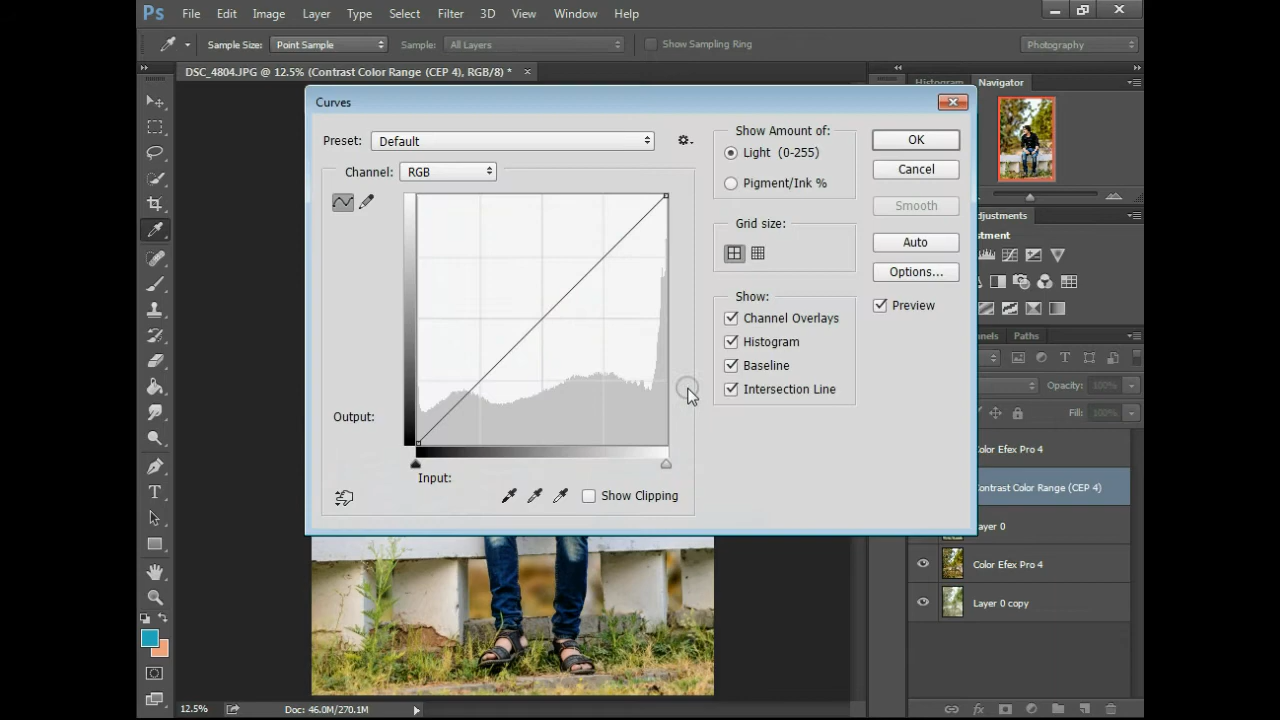 Ps File Edit Image Layer Type Select Filter 3D View Window Help
Sample Size: Point Sample Sample: All Layers Show Sampling Ring Photography
DSC_4804.JPG @ 12.5% (Contrast Color Range (CEP 4), RGB/8) *
Histogram Navigator
Curves
Preset: Default
Channel: RGB
Output:
Input:
Show Clipping
Show Amount of:
Light (0-255)
Pigment/Ink %
Grid size:
Show:
Channel Overlays
Histogram
Baseline
Intersection Line
OK
Cancel
Smooth
Auto
Options...
Preview
djustments
stment
nels Paths
Opacity: 100%
Fill: 100%
olor Efex Pro 4
ontrast Color Range (CEP 4)
ayer 0
Color Efex Pro 4
Layer 0 copy
12.5% Doc: 46.0M/270.1M